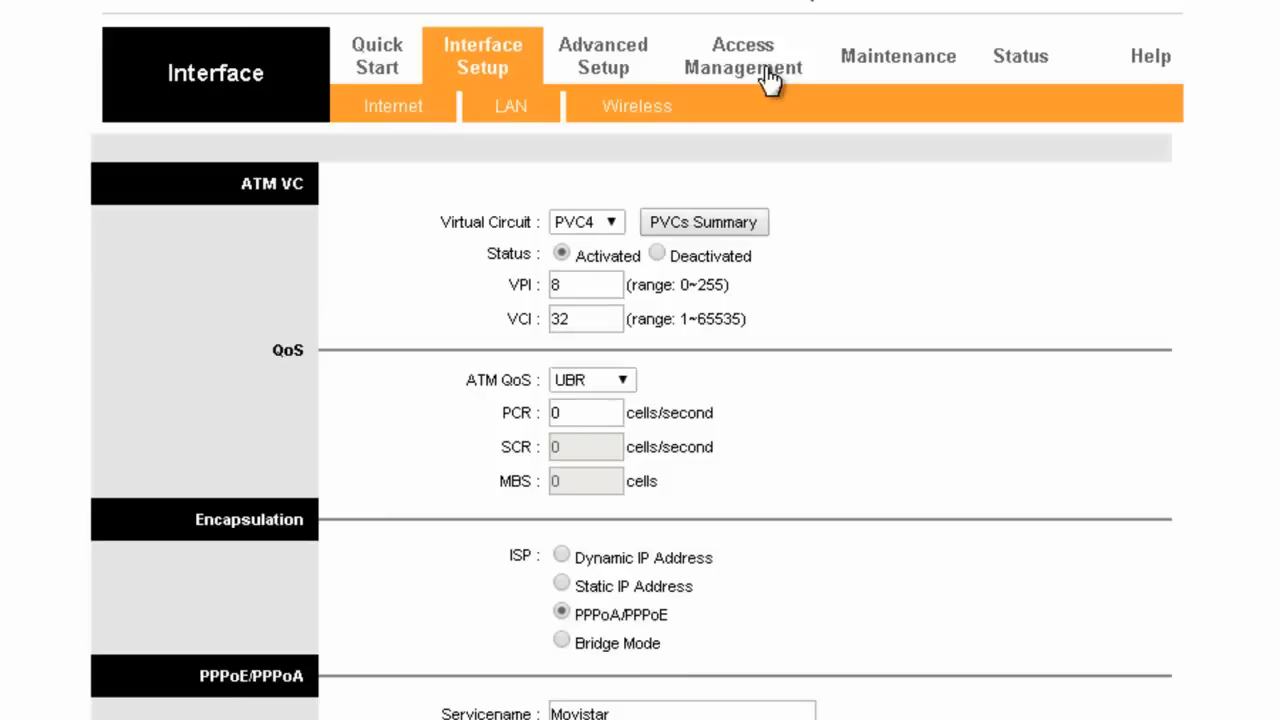 Interface
Quick Start
Interface Setup
Advanced Setup
Access Management
Maintenance
Status
Help
Internet
LAN
Wireless
ATM VC
Virtual Circuit : PVC4 PVCs Summary
Status : Activated Deactivated
VPI : 8 (range: 0~255)
VCI : 32 (range: 1~65535)
QoS
ATM QoS : UBR
PCR : 0 cells/second
SCR : 0 cells/second
MBS : 0 cells
Encapsulation
ISP : Dynamic IP Address
Static IP Address
PPPoA/PPPoE
Bridge Mode
PPPoE/PPPoA
Servicename : Movistar